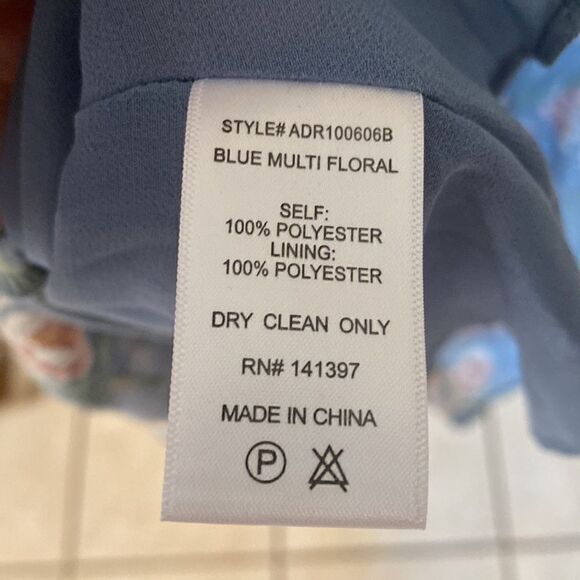 STYLE# ADR100606B
BLUE MULTI FLORAL
SELF:
100% POLYESTER
LINING:
100% POLYESTER
DRY CLEAN ONLY
RN# 141397
MADE IN CHINA
P